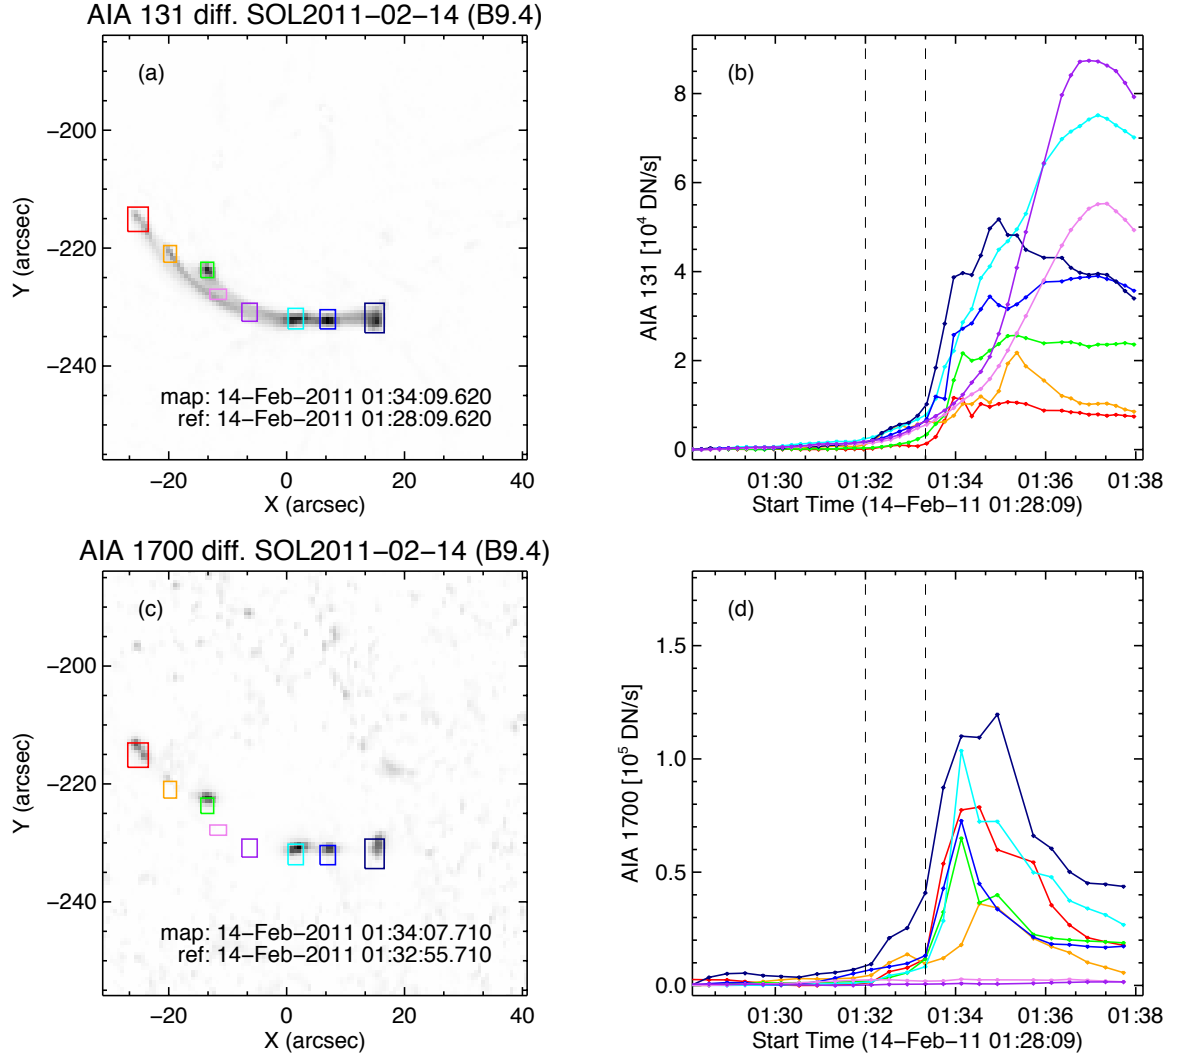 AIA 131 diff. SOL2011−02−14 (B9.4)
(a)
−200
−220
−240
Y (arcsec)
map: 14−Feb−2011 01:34:09.620
ref: 14−Feb−2011 01:28:09.620
−20 0 20 40
X (arcsec)
(b)
8
6
4
2
0
AIA 131 [10^4 DN/s]
01:30 01:32 01:34 01:36 01:38
Start Time (14−Feb−11 01:28:09)
AIA 1700 diff. SOL2011−02−14 (B9.4)
(c)
−200
−220
−240
Y (arcsec)
map: 14−Feb−2011 01:34:07.710
ref: 14−Feb−2011 01:32:55.710
−20 0 20 40
X (arcsec)
(d)
1.5
1.0
0.5
0.0
AIA 1700 [10^5 DN/s]
01:30 01:32 01:34 01:36 01:38
Start Time (14−Feb−11 01:28:09)